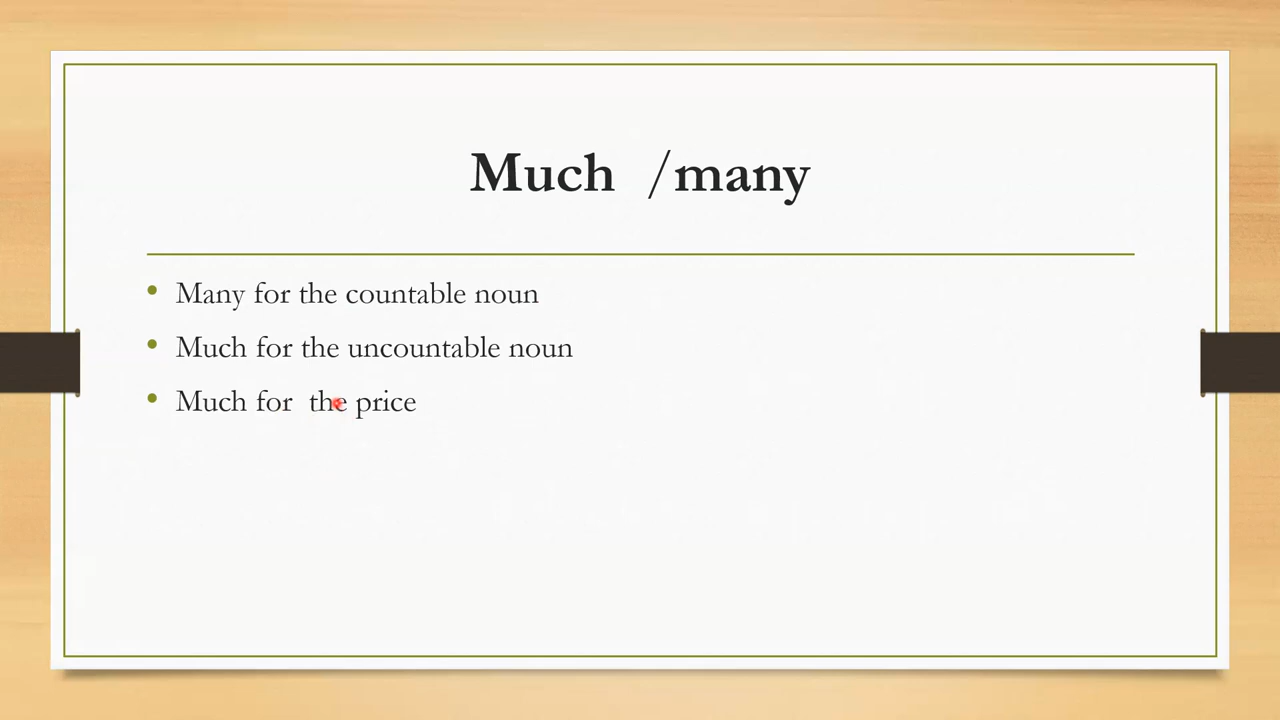 Much /many
• Many for the countable noun
• Much for the uncountable noun
• Much for the price